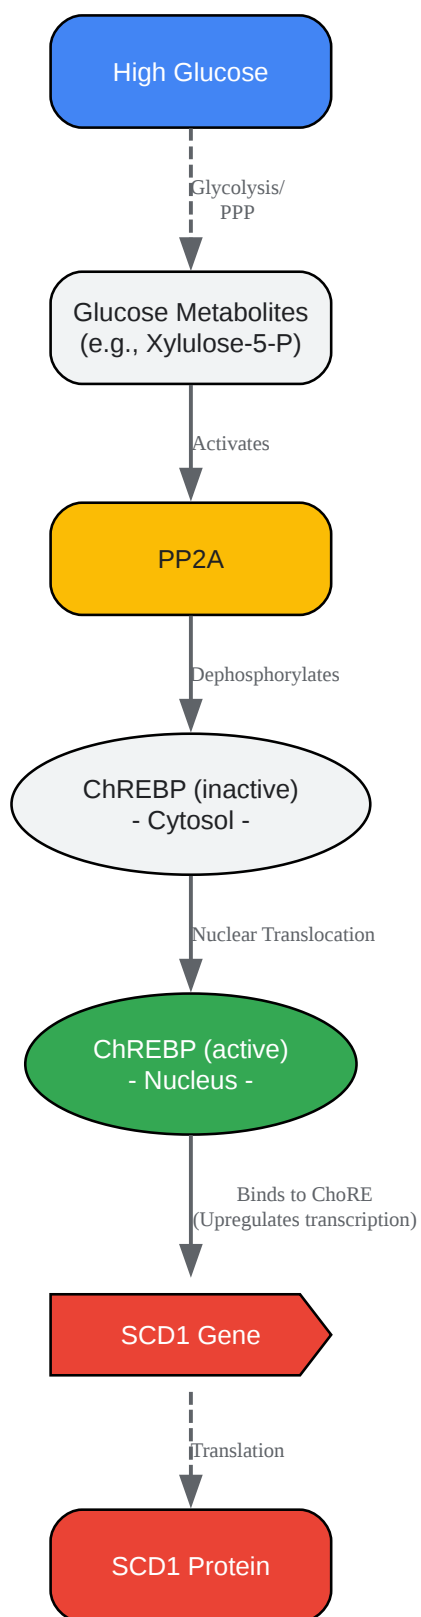 High Glucose
Glycolysis/
PPP
Glucose Metabolites
(e.g., Xylulose-5-P)
Activates
PP2A
Dephosphorylates
ChREBP (inactive)
- Cytosol -
Nuclear Translocation
ChREBP (active)
- Nucleus -
Binds to ChoRE
(Upregulates transcription)
SCD1 Gene
Translation
SCD1 Protein